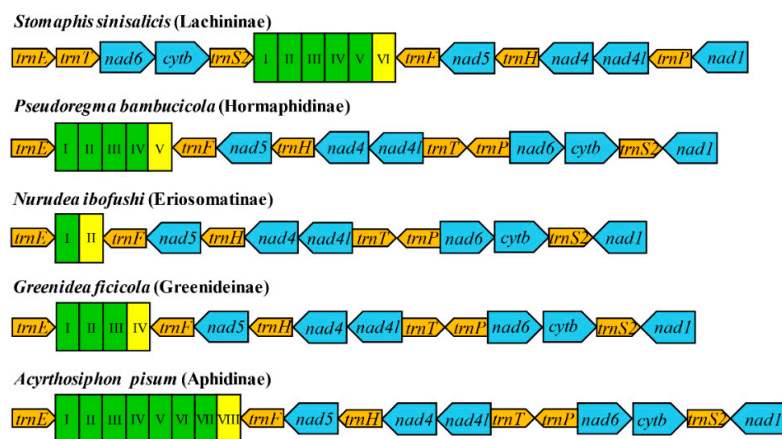 Stomaphis sinisalicis (Lachininae)
trnE trnT nad6 cytb trnS2 I II III IV V VI trnF nad5 trnH nad4 nad4l trnP nad1
Pseudoregma bambucicola (Hormaphidinae)
trnE I II III IV V trnF nad5 trnH nad4 nad4l trnT trnP nad6 cytb trnS2 nad1
Nurudea ibofushi (Eriosomatinae)
trnE I II trnF nad5 trnH nad4 nad4l trnT trnP nad6 cytb trnS2 nad1
Greenidea ficicola (Greenideinae)
trnE I II III IV trnF nad5 trnH nad4 nad4l trnT trnP nad6 cytb trnS2 nad1
Acyrthosiphon pisum (Aphidinae)
trnE I II III IV V VI VII VIII trnF nad5 trnH nad4 nad4l trnT trnP nad6 cytb trnS2 nad1